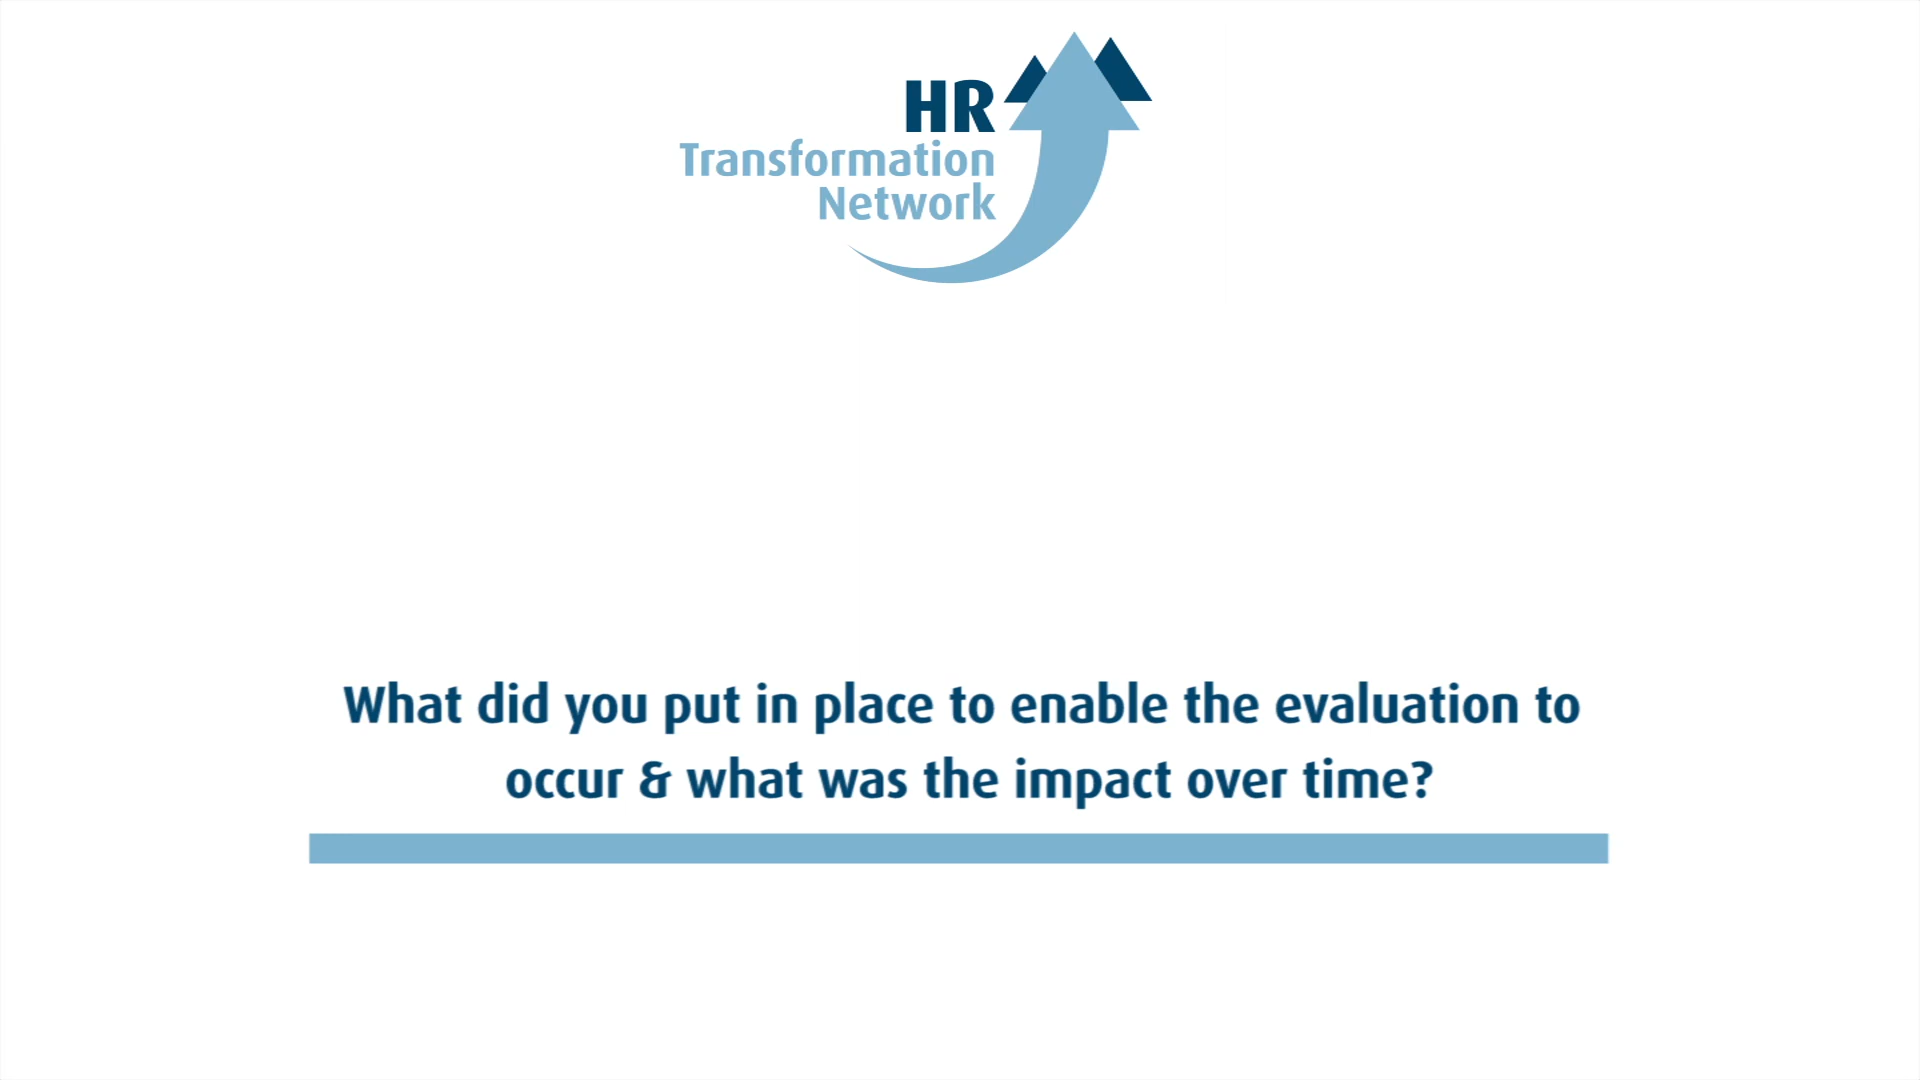 HR
Transformation
Network
What did you put in place to enable the evaluation to
occur & what was the impact over time?